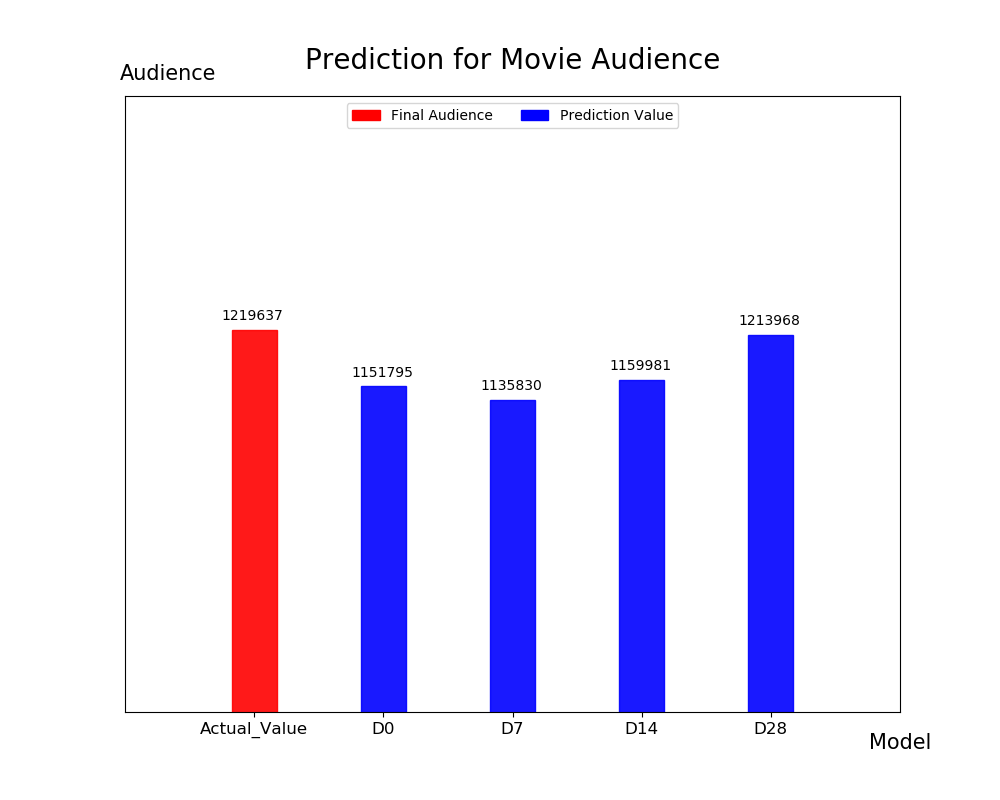 Prediction for Movie Audience
Audience
Final Audience Prediction Value
1219637
1151795
1135830
1159981
1213968
Actual_Value D0 D7 D14 D28
Model